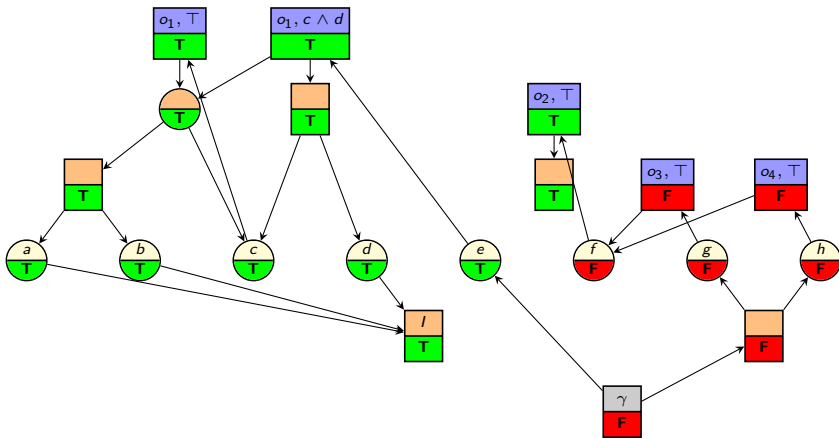 o₁, ⊤
T
o₁, c ∧ d
T
T
T
o₂, ⊤
T
T
T
o₃, ⊤
F
o₄, ⊤
F
a
T
b
T
c
T
d
T
e
T
f
F
g
F
h
F
I
T
F
γ
F